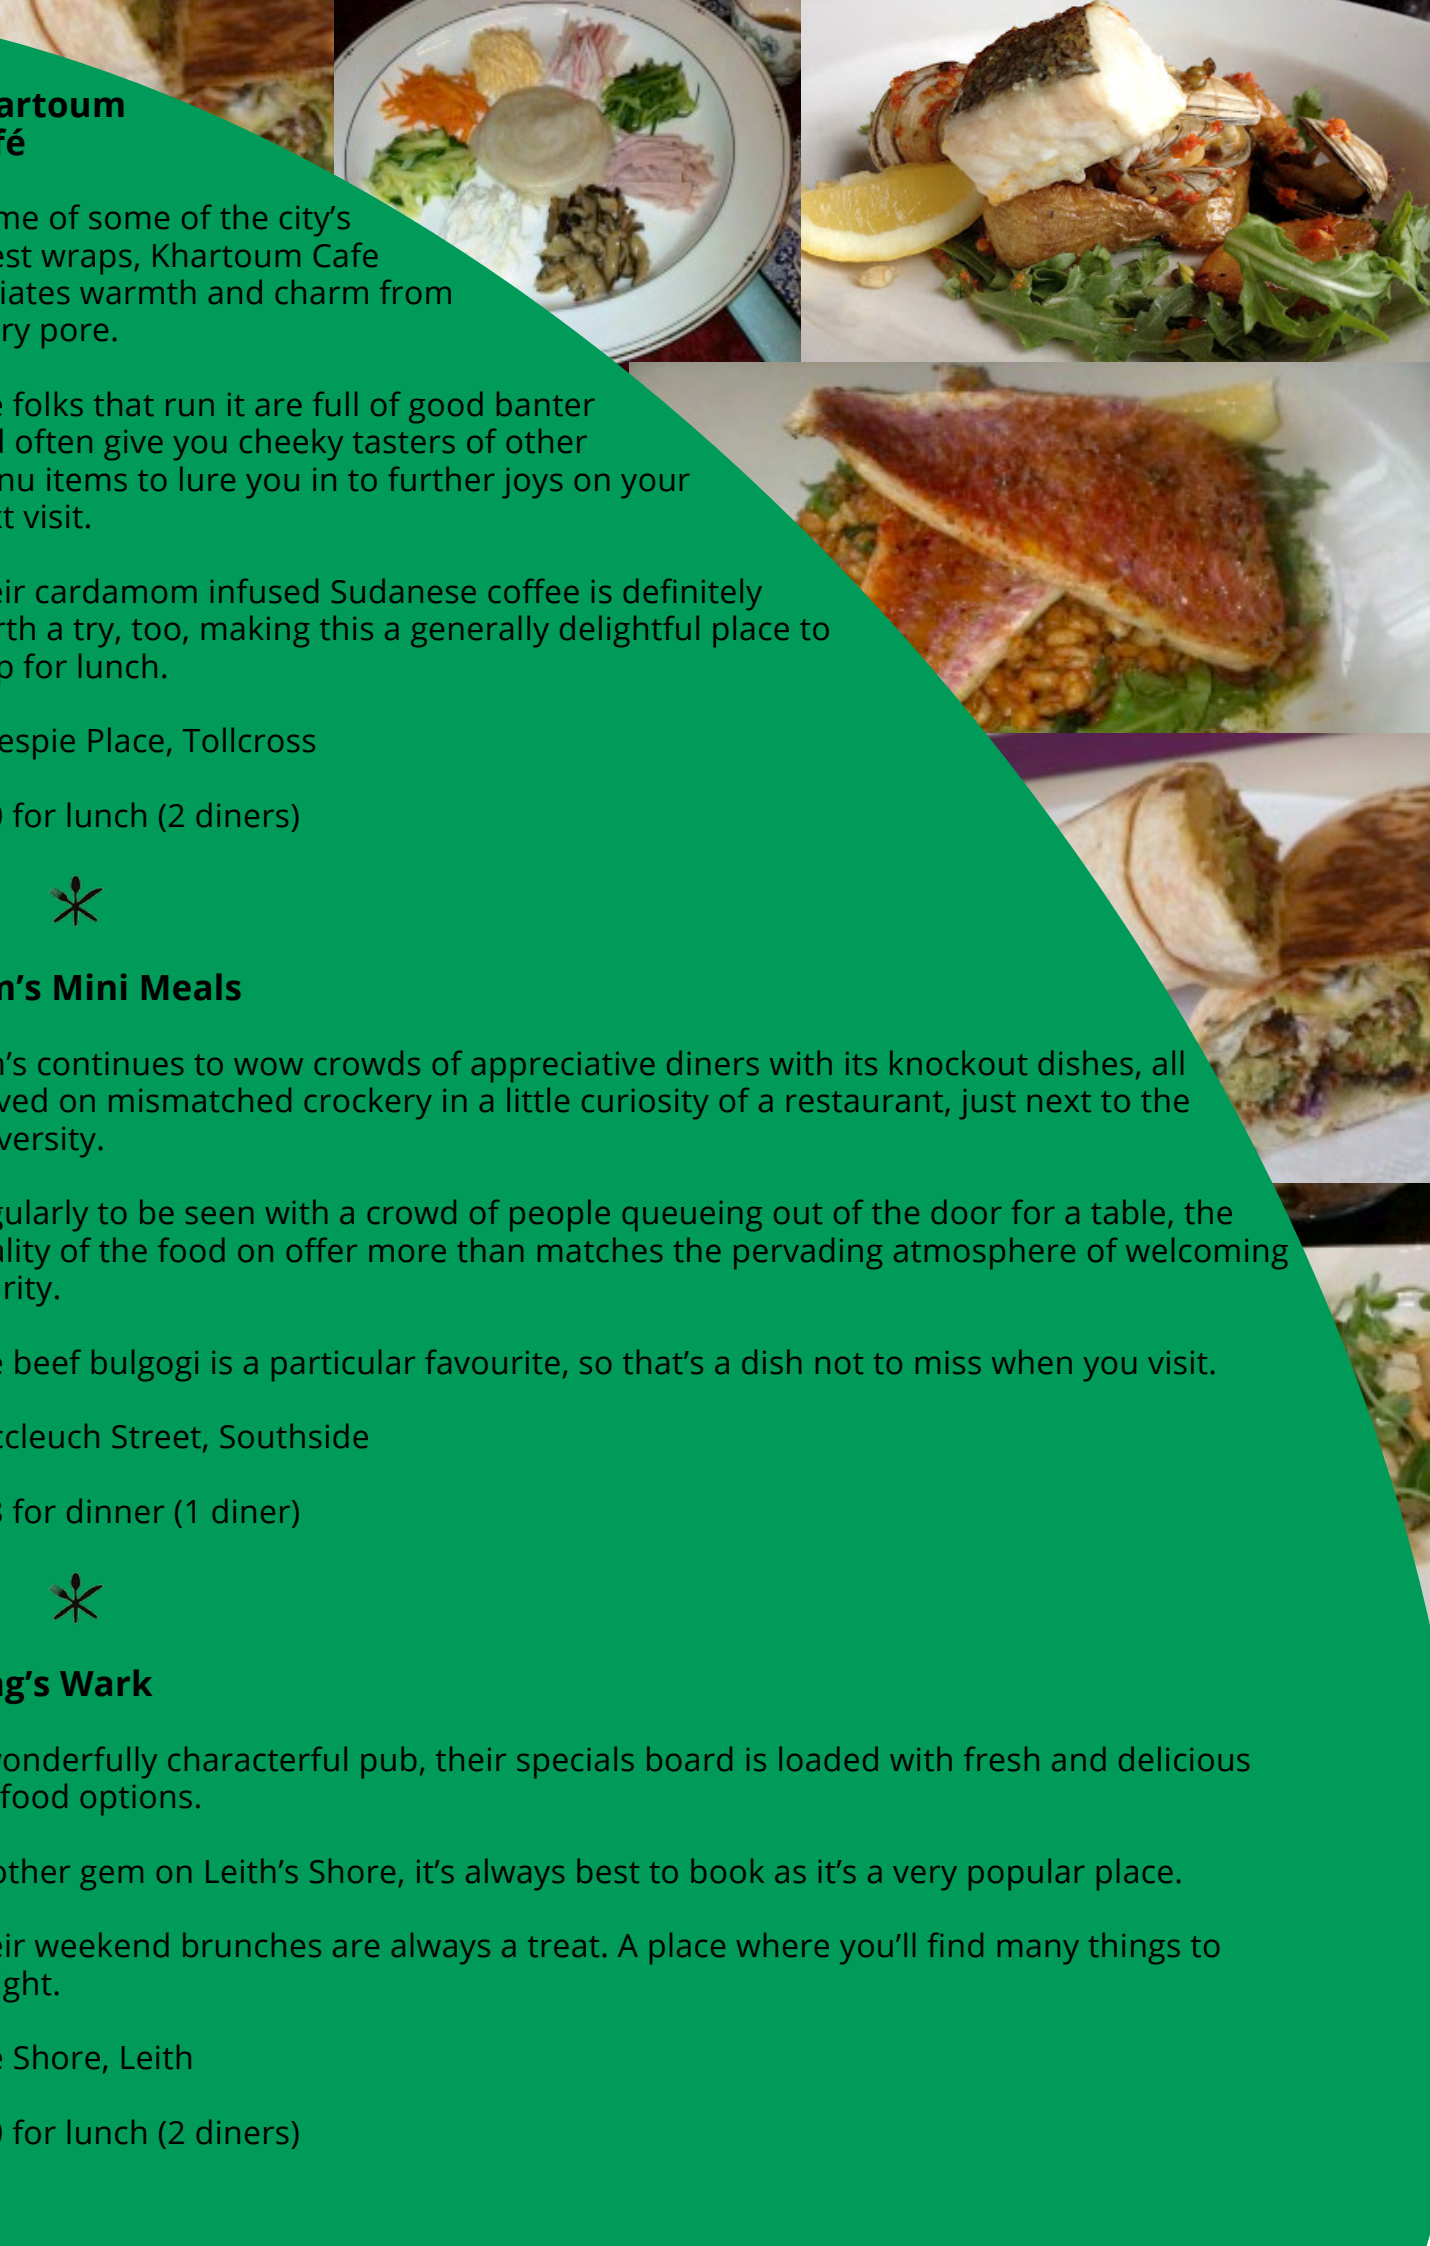 artoum
fé
me of some of the city’s
est wraps, Khartoum Cafe
iates warmth and charm from
ry pore.
e folks that run it are full of good banter
d often give you cheeky tasters of other
nu items to lure you in to further joys on your
xt visit.
eir cardamom infused Sudanese coffee is definitely
rth a try, too, making this a generally delightful place to
p for lunch.
espie Place, Tollcross
0 for lunch (2 diners)
n’s Mini Meals
n’s continues to wow crowds of appreciative diners with its knockout dishes, all
ved on mismatched crockery in a little curiosity of a restaurant, just next to the
versity.
gularly to be seen with a crowd of people queueing out of the door for a table, the
ality of the food on offer more than matches the pervading atmosphere of welcoming
rity.
e beef bulgogi is a particular favourite, so that’s a dish not to miss when you visit.
ccleuch Street, Southside
3 for dinner (1 diner)
ng’s Wark
wonderfully characterful pub, their specials board is loaded with fresh and delicious
food options.
other gem on Leith’s Shore, it’s always best to book as it’s a very popular place.
eir weekend brunches are always a treat. A place where you’ll find many things to
ght.
e Shore, Leith
0 for lunch (2 diners)